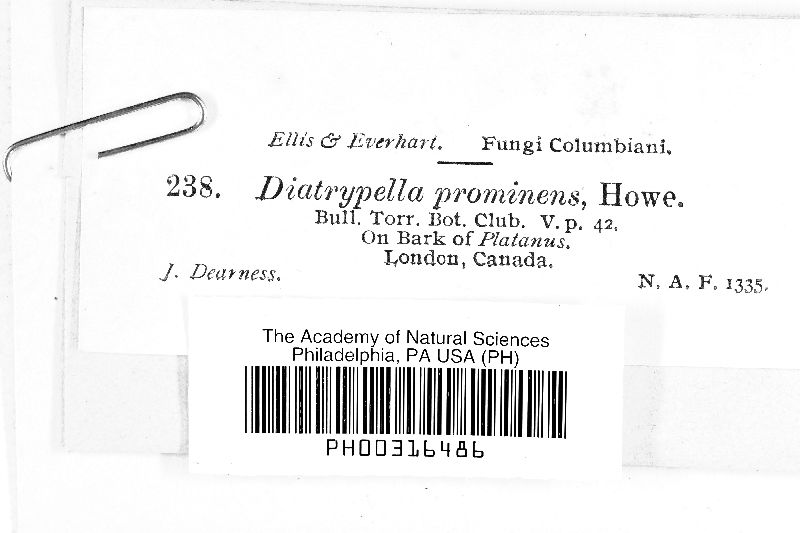 Ellis & Everhart. Fungi Columbiani.
238. Diatrypella prominens, Howe.
Bull. Torr. Bot. Club. V. p. 42.
On Bark of Platanus.
London, Canada.
J. Dearness. N. A. F. 1335.
The Academy of Natural Sciences
Philadelphia, PA USA (PH)
PH00316486